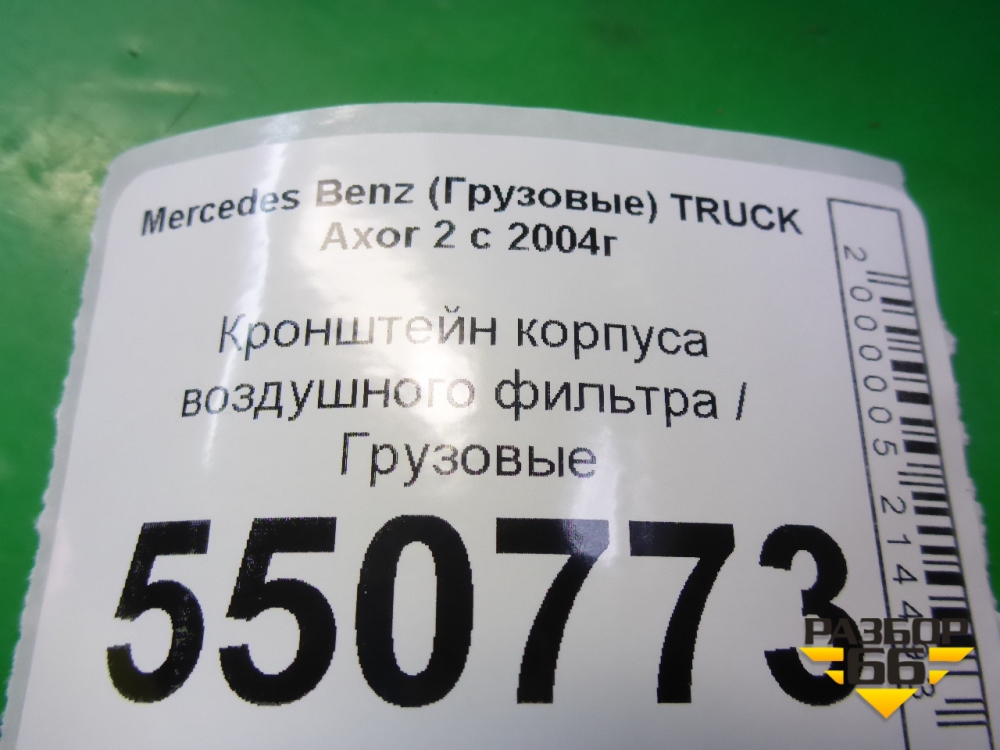 Mercedes Benz (Грузовые) TRUCK
Axor 2 с 2004г
Кронштейн корпуса
воздушного фильтра /
Грузовые
550773
РАЗБОР
66